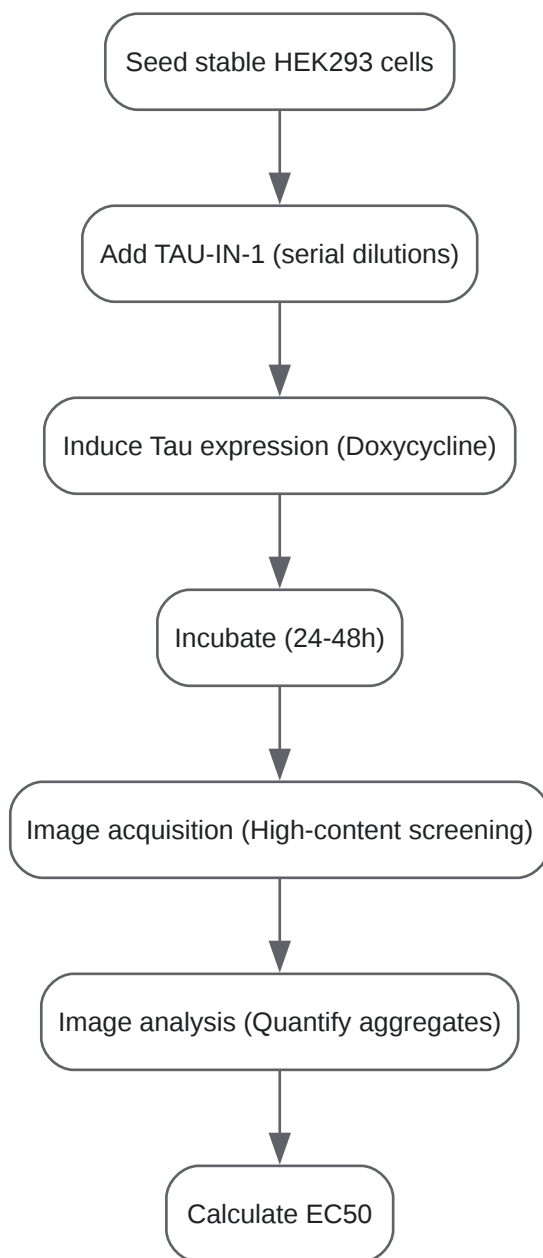 Seed stable HEK293 cells
Add TAU-IN-1 (serial dilutions)
Induce Tau expression (Doxycycline)
Incubate (24-48h)
Image acquisition (High-content screening)
Image analysis (Quantify aggregates)
Calculate EC50